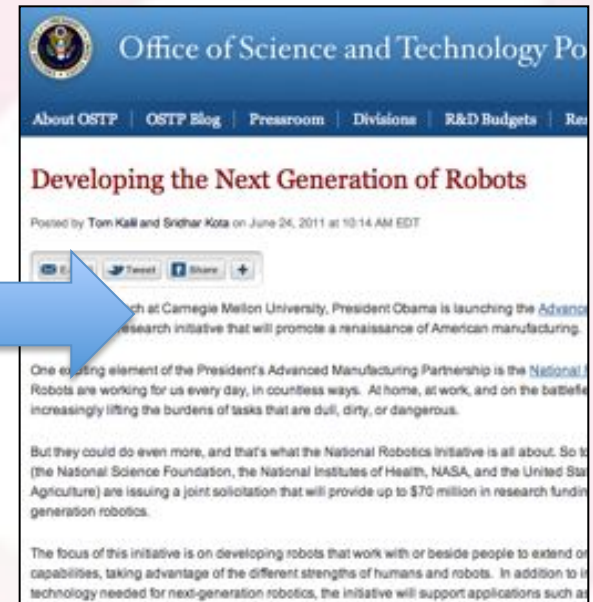 Office of Science and Technology Po
About OSTP | OSTP Blog | Pressroom | Divisions | R&D Budgets | Res
Developing the Next Generation of Robots
Posted by Tom Kalil and Sridhar Kota on June 24, 2011 at 10:14 AM EDT
Tweet Share +
at Carnegie Mellon University, President Obama is launching the Advance
research initiative that will promote a renaissance of American manufacturing.
One existing element of the President's Advanced Manufacturing Partnership is the National
Robots are working for us every day, in countless ways. At home, at work, and on the battlefie
increasingly lifting the burdens of tasks that are dull, dirty, or dangerous.
But they could do even more, and that's what the National Robotics Initiative is all about. So to
(the National Science Foundation, the National Institutes of Health, NASA, and the United Stat
Agriculture) are issuing a joint solicitation that will provide up to $70 million in research fundin
generation robotics.
The focus of this initiative is on developing robots that work with or beside people to extend or
capabilities, taking advantage of the different strengths of humans and robots. In addition to in
technology needed for next-generation robotics, the initiative will support applications such as